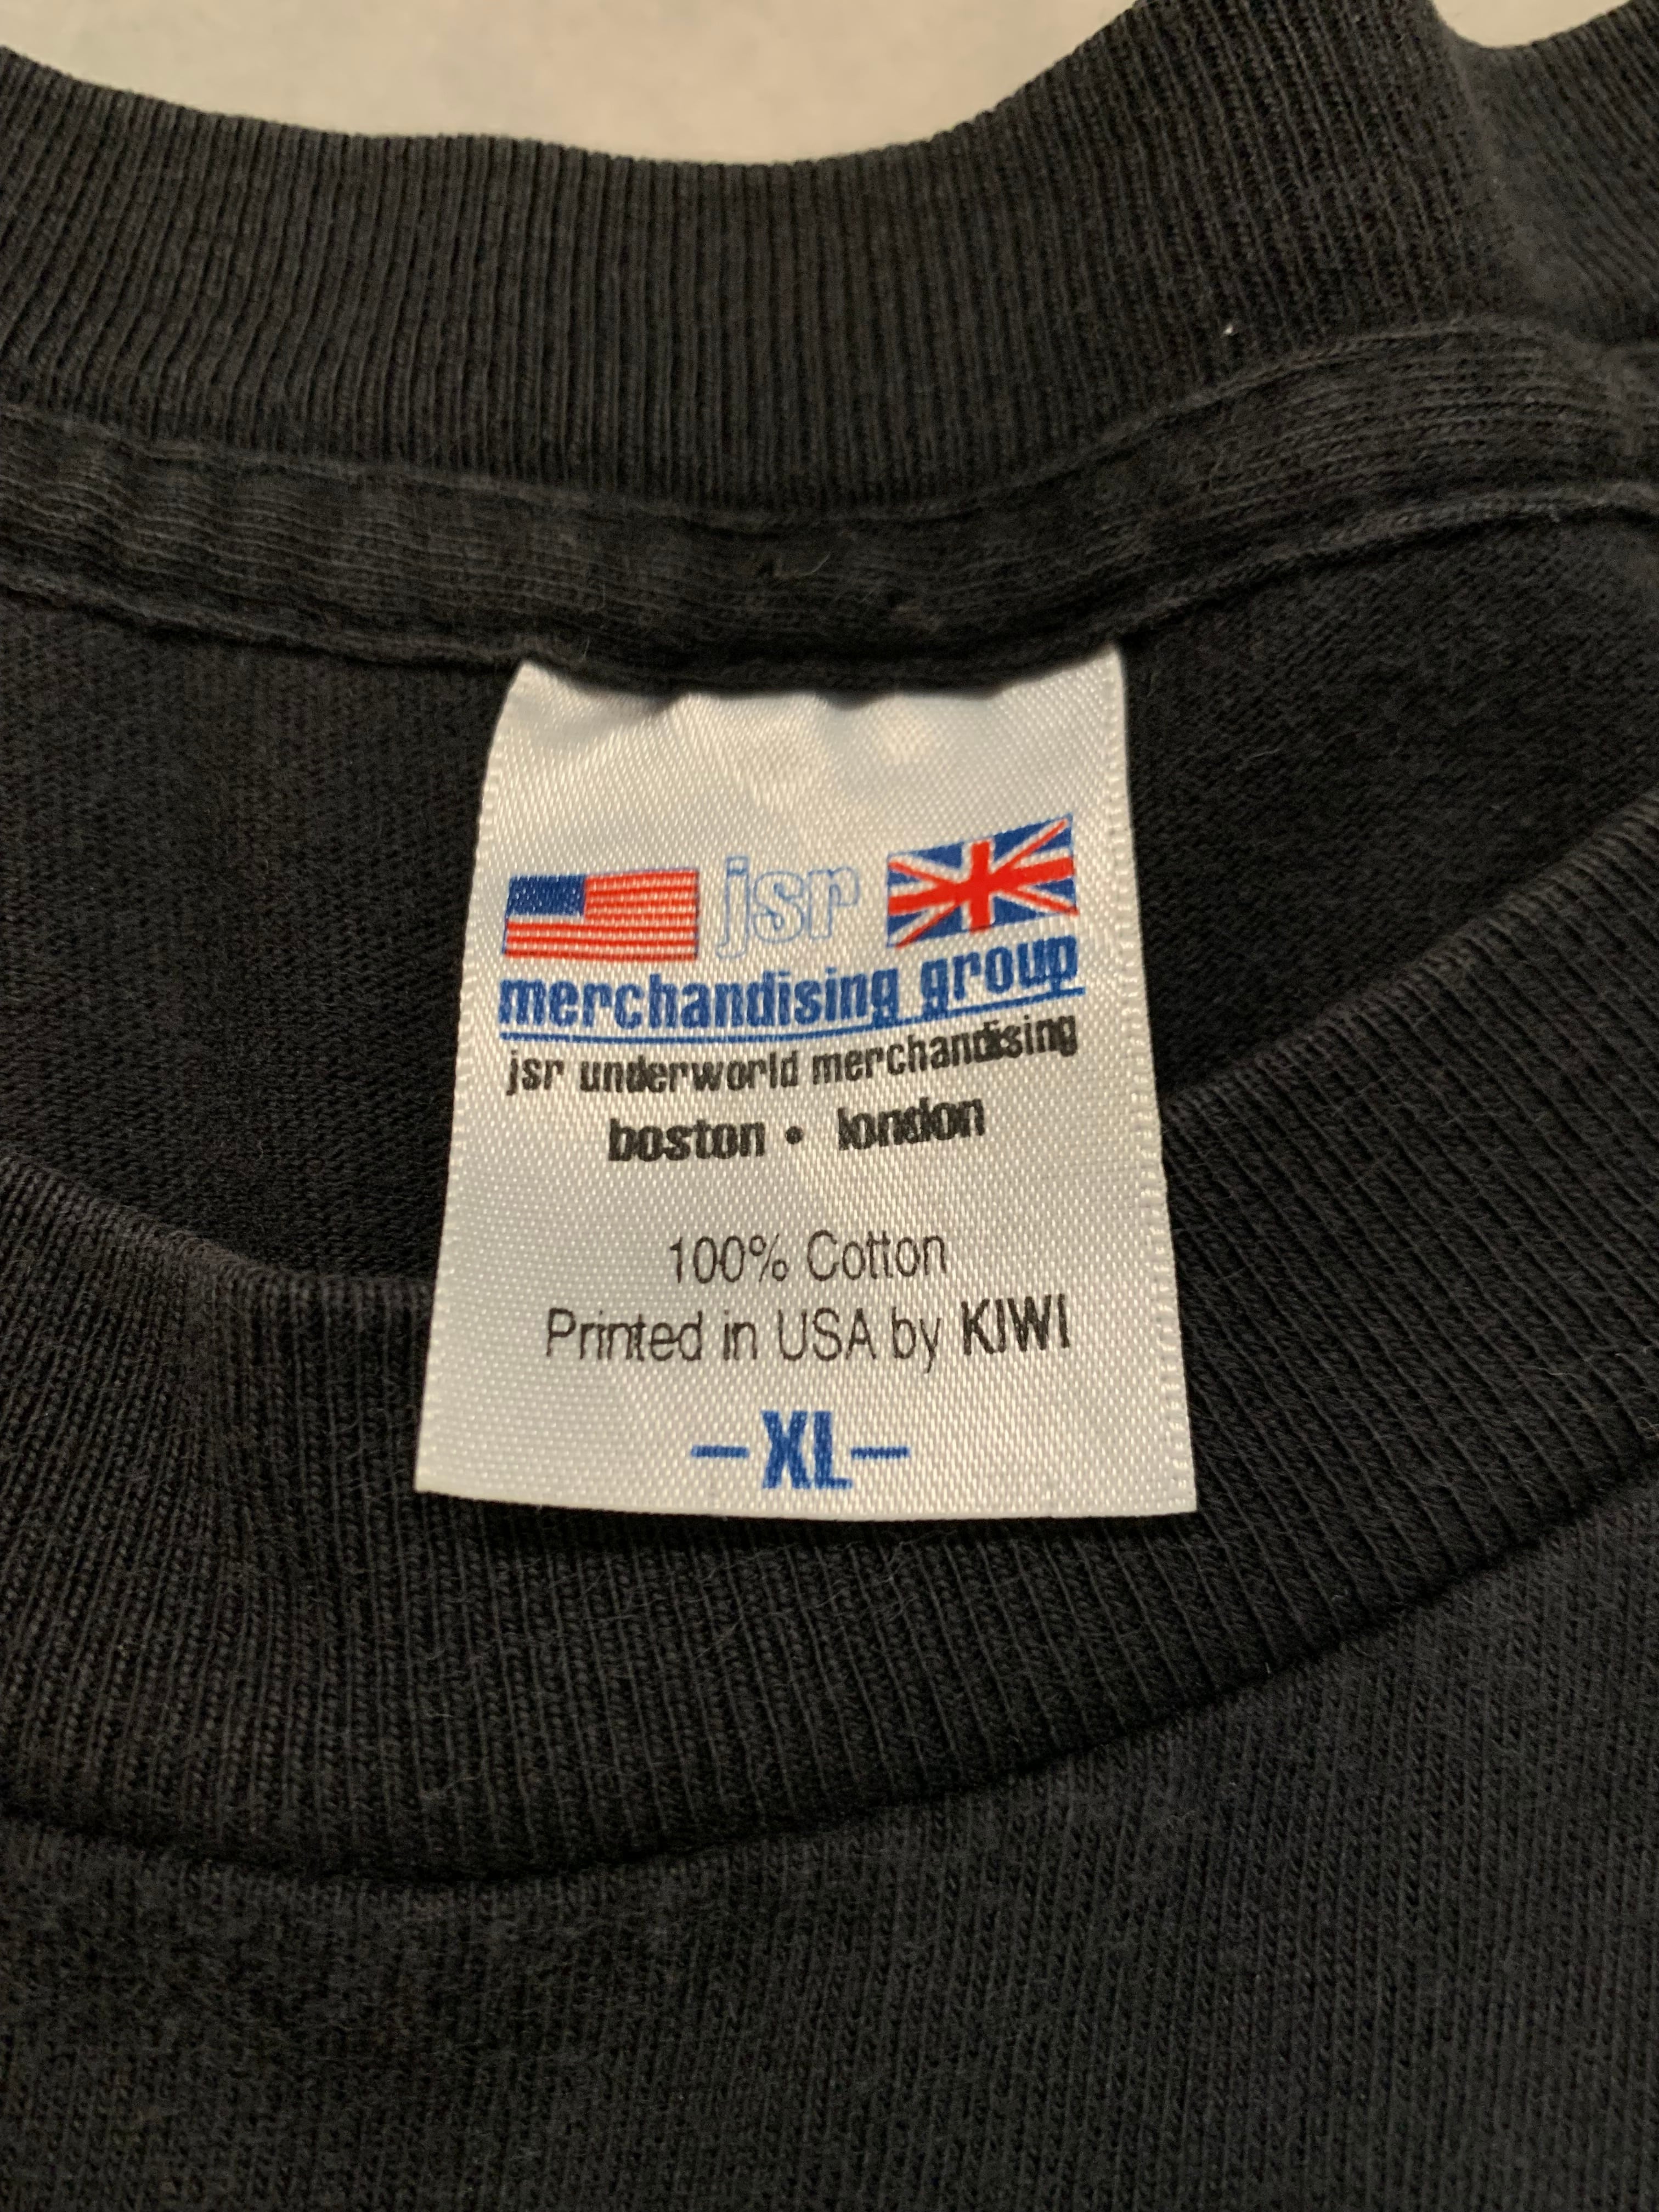 jsr
merchandising group
jsr underworld merchandising
boston • london
100% Cotton
Printed in USA by KIWI
-XL-